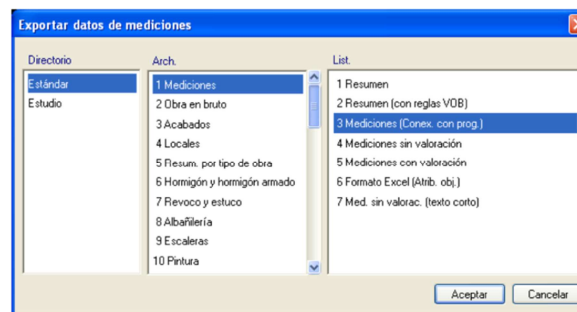 Exportar datos de mediciones
Directorio
Estándar
Estudio
Arch.
1 Mediciones
2 Obra en bruto
3 Acabados
4 Locales
5 Resum. por tipo de obra
6 Hormigón y hormigón armado
7 Revoco y estuco
8 Albañilería
9 Escaleras
10 Pintura
List.
1 Resumen
2 Resumen (con reglas VOB)
3 Mediciones (Conex. con prog.)
4 Mediciones sin valoración
5 Mediciones con valoración
6 Formato Excel (Atrib. obj.)
7 Med. sin valorac. (texto corto)
Aceptar
Cancelar